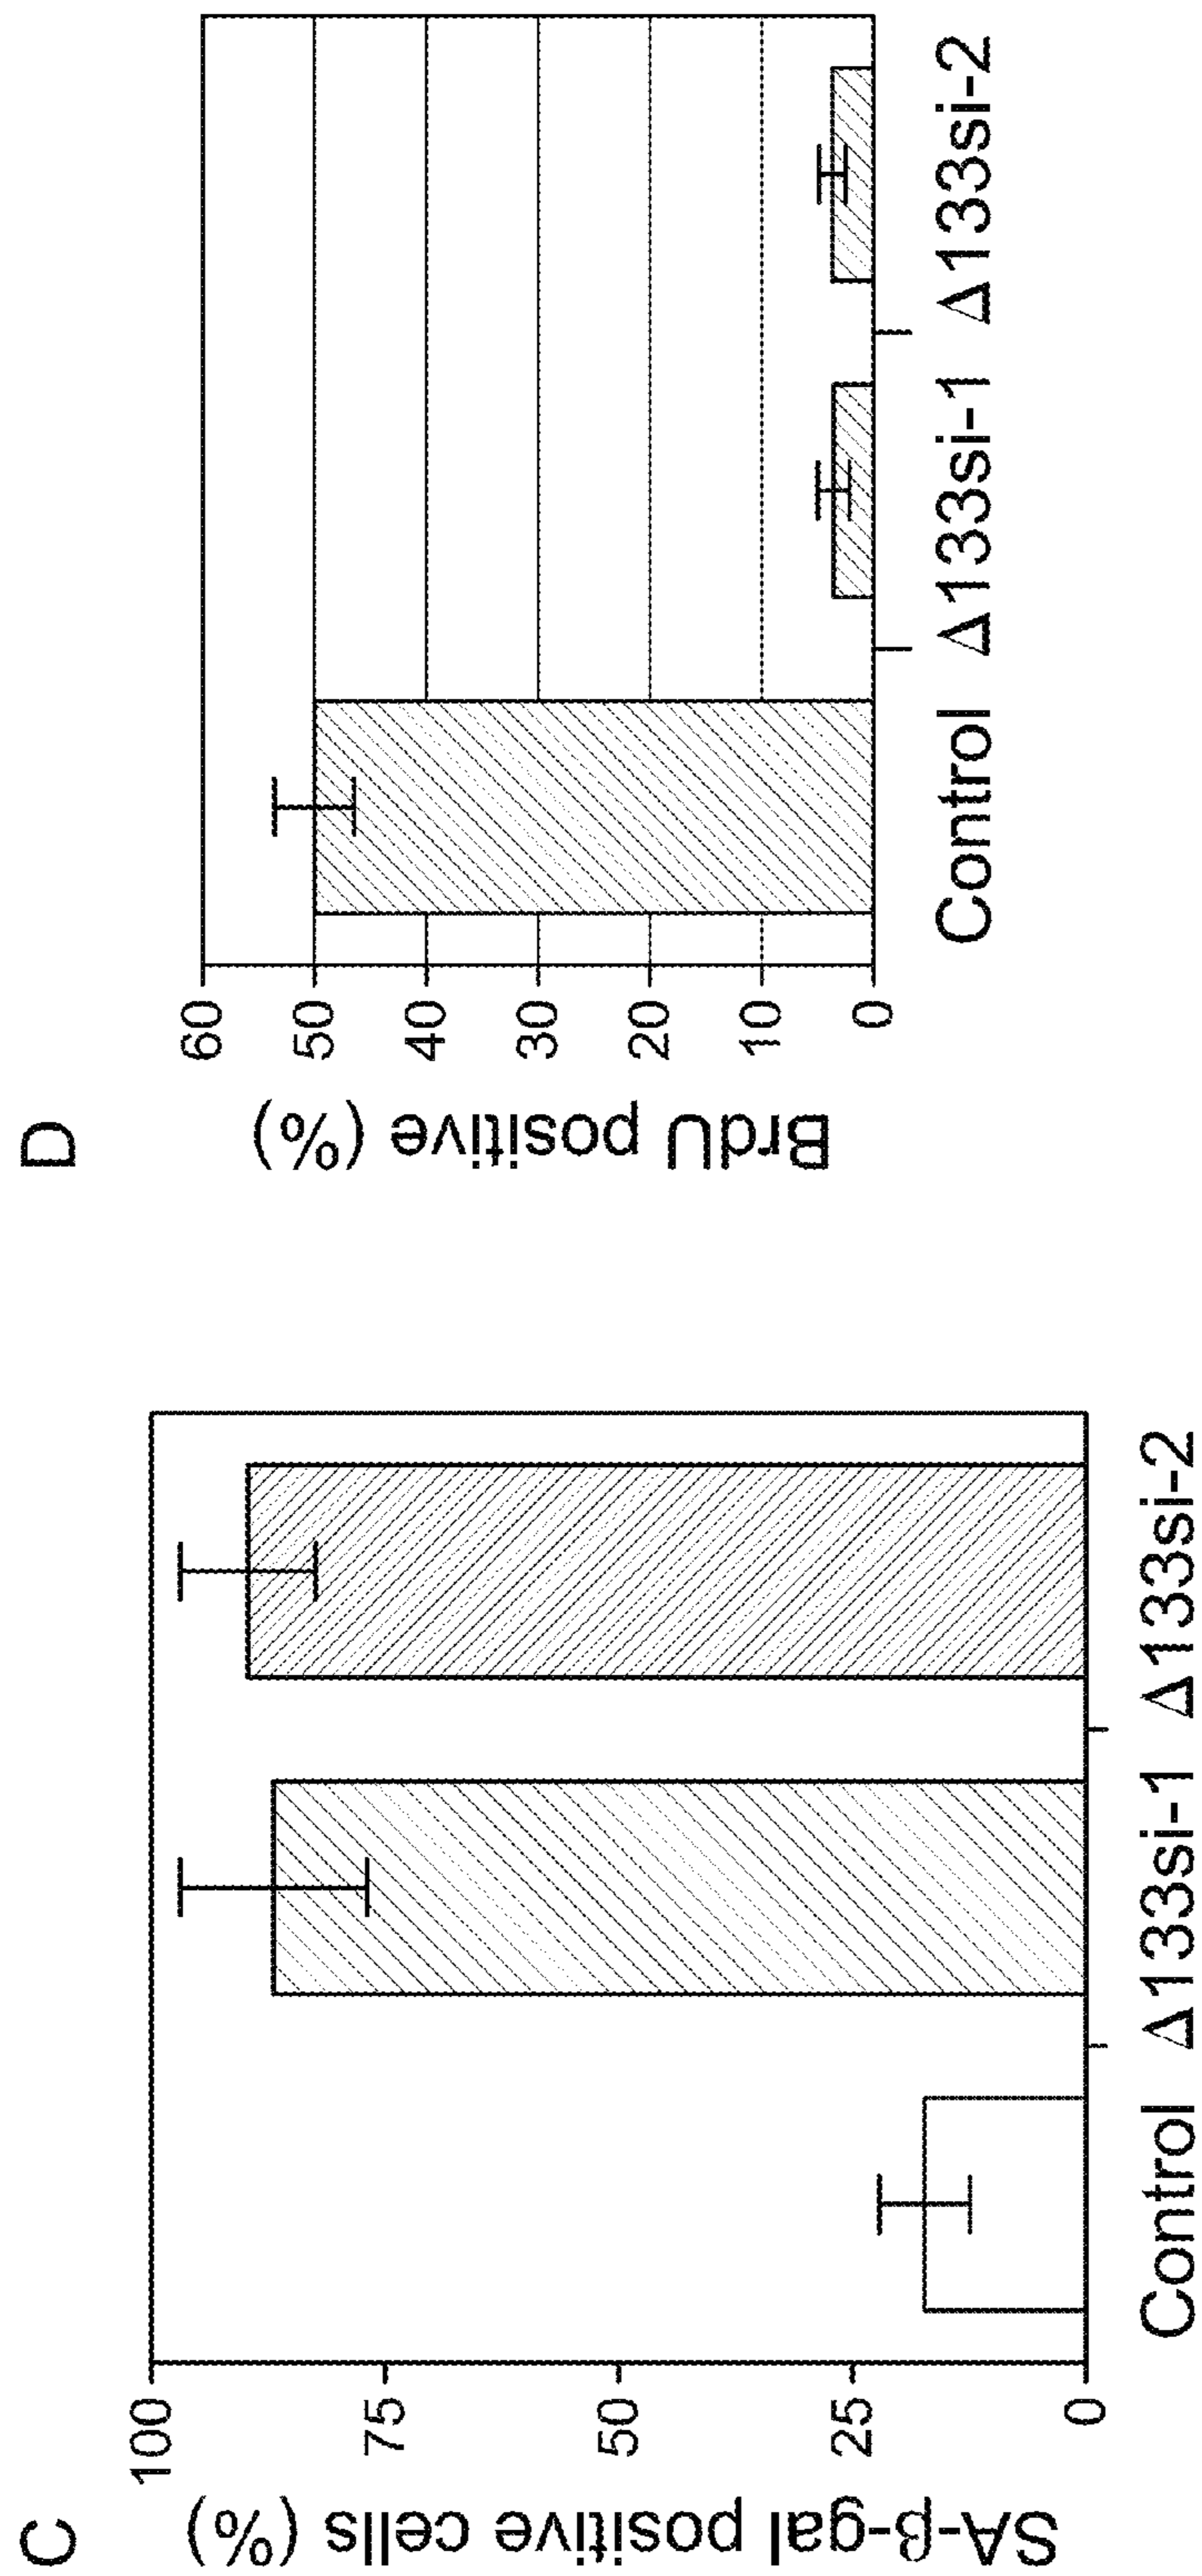 C
SA-β-gal positive cells (%)
100
75
50
25
0
Control Δ133si-1 Δ133si-2
D
BrdU positive (%)
60
50
40
30
20
10
0
Control Δ133si-1 Δ133si-2